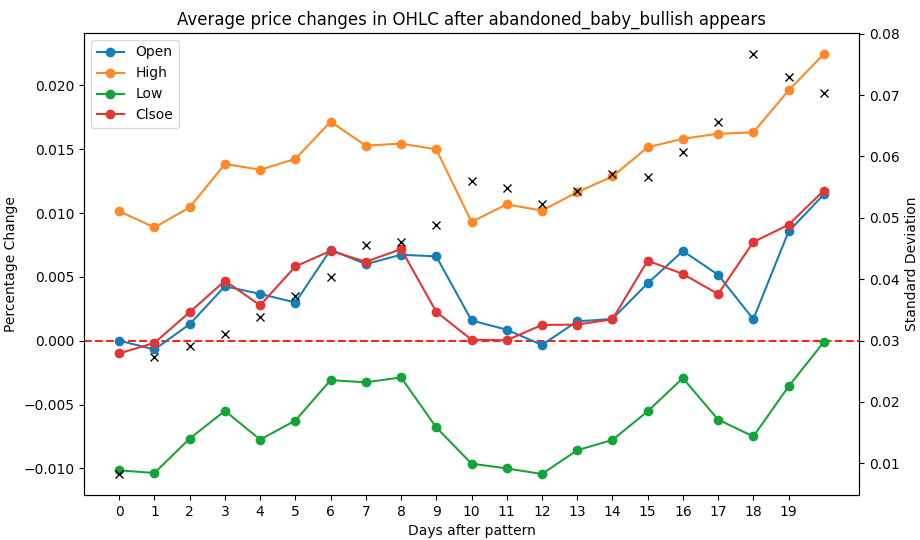 Average price changes in OHLC after abandoned_baby_bullish appears
Open
High
Low
Clsoe
Percentage Change
0.020
0.015
0.010
0.005
0.000
−0.005
−0.010
0.08
0.07
0.06
0.05
0.04
0.03
0.02
0.01
Standard Deviation
0 1 2 3 4 5 6 7 8 9 10 11 12 13 14 15 16 17 18 19
Days after pattern